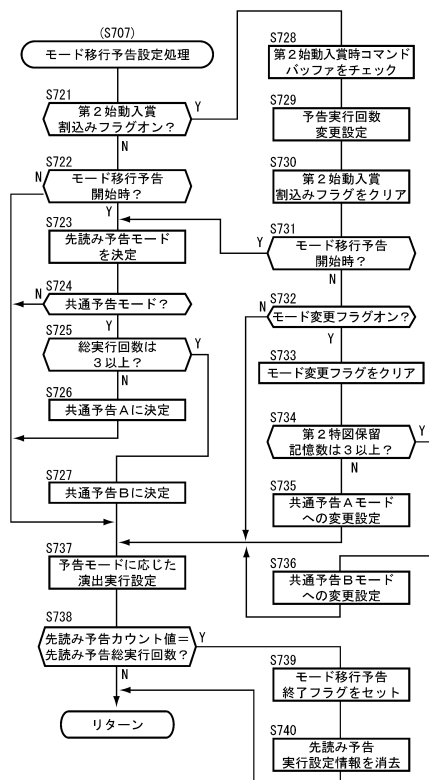 (S707)
モード移行予告設定処理
S721
第2始動入賞
割込みフラグオン?
Y
N
S722
モード移行予告
開始時?
N
Y
S723
先読み予告モード
を決定
S724
共通予告モード?
N
Y
S725
総実行回数は
3以上?
Y
N
S726
共通予告Aに決定
S727
共通予告Bに決定
S737
予告モードに応じた
演出実行設定
S738
先読み予告カウント値=
先読み予告総実行回数?
Y
N
リターン
S728
第2始動入賞時コマンド
バッファをチェック
S729
予告実行回数
変更設定
S730
第2始動入賞
割込みフラグをクリア
S731
モード移行予告
開始時?
Y
N
S732
モード変更フラグオン?
N
Y
S733
モード変更フラグをクリア
S734
第2特図保留
記憶数は3以上?
Y
N
S735
共通予告Aモード
への変更設定
S736
共通予告Bモード
への変更設定
S739
モード移行予告
終了フラグをセット
S740
先読み予告
実行設定情報を消去